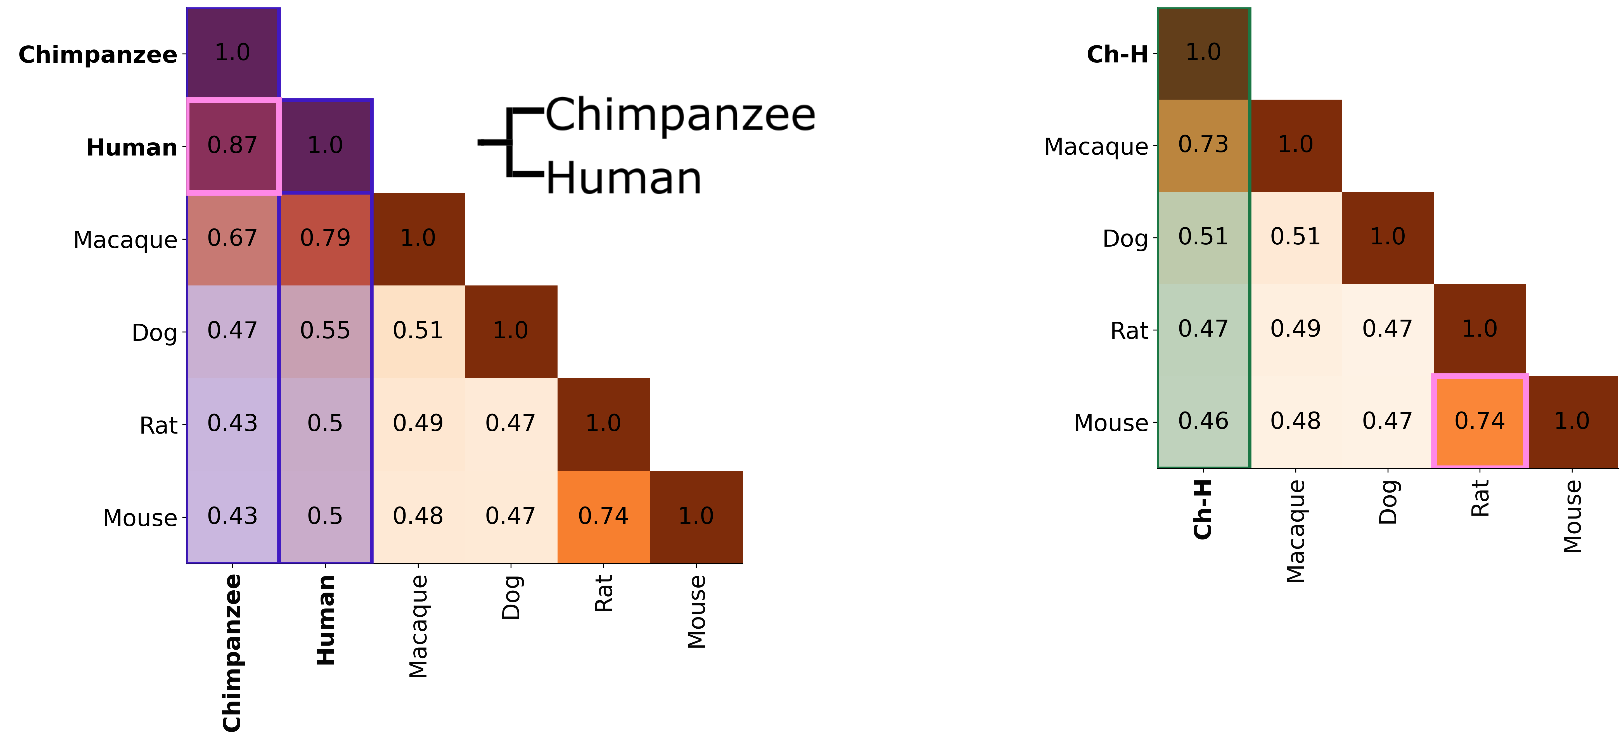 Chimpanzee 1.0
Human 0.87 1.0
Macaque 0.67 0.79 1.0
Dog 0.47 0.55 0.51 1.0
Rat 0.43 0.5 0.49 0.47 1.0
Mouse 0.43 0.5 0.48 0.47 0.74 1.0
Chimpanzee Human Macaque Dog Rat Mouse
Chimpanzee
Human
Ch-H 1.0
Macaque 0.73 1.0
Dog 0.51 0.51 1.0
Rat 0.47 0.49 0.47 1.0
Mouse 0.46 0.48 0.47 0.74 1.0
Ch-H Macaque Dog Rat Mouse